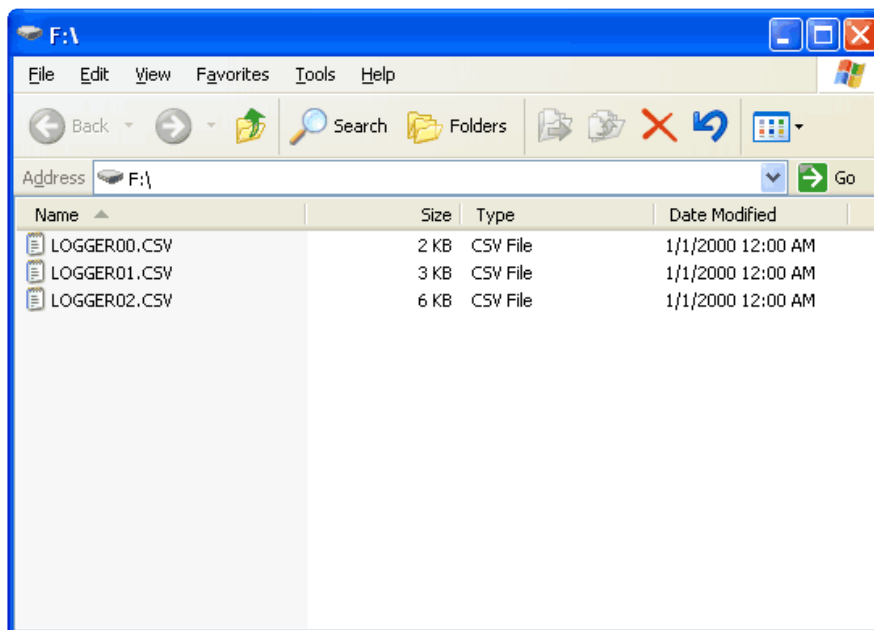 F:\
File Edit View Favorites Tools Help
Back Search Folders
Address F:\ Go
Name Size Type Date Modified
LOGGER00.CSV 2 KB CSV File 1/1/2000 12:00 AM
LOGGER01.CSV 3 KB CSV File 1/1/2000 12:00 AM
LOGGER02.CSV 6 KB CSV File 1/1/2000 12:00 AM